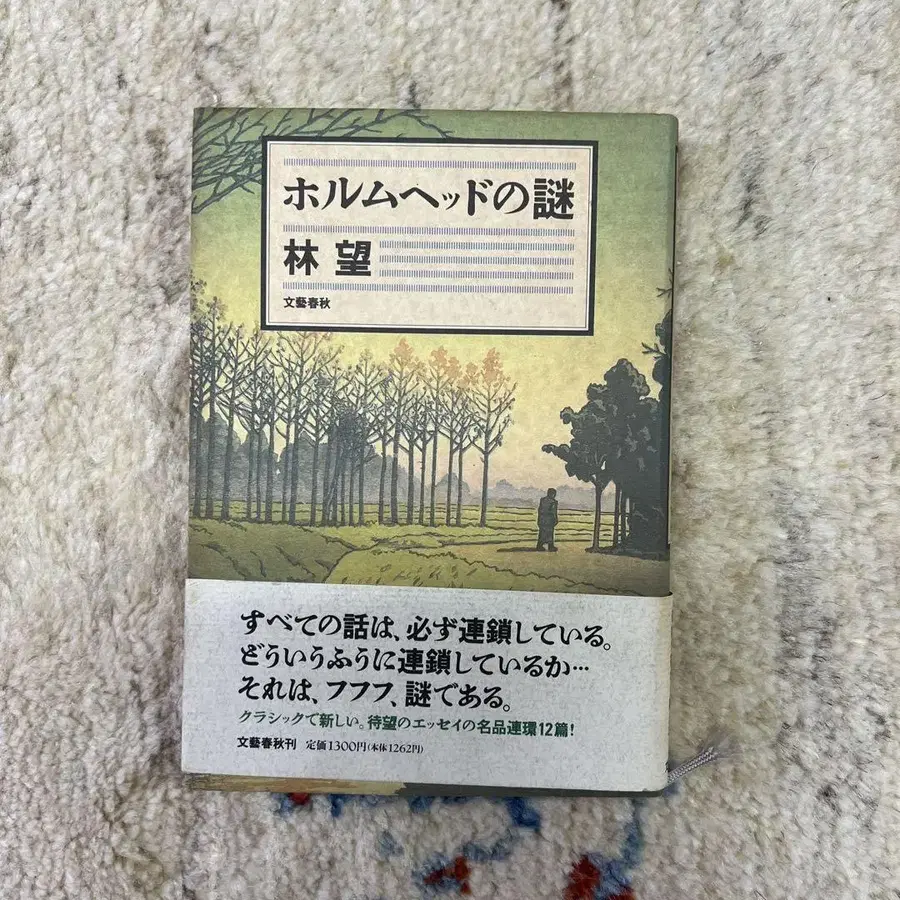 ホルムヘッドの謎
林望
文藝春秋
すべての話は、必ず連鎖している。
どういうふうに連鎖しているか…
それは、フフフ、謎である。
クラシックで新しい。待望のエッセイの名品連環12篇!
文藝春秋刊 定価1300円(本体1262円)